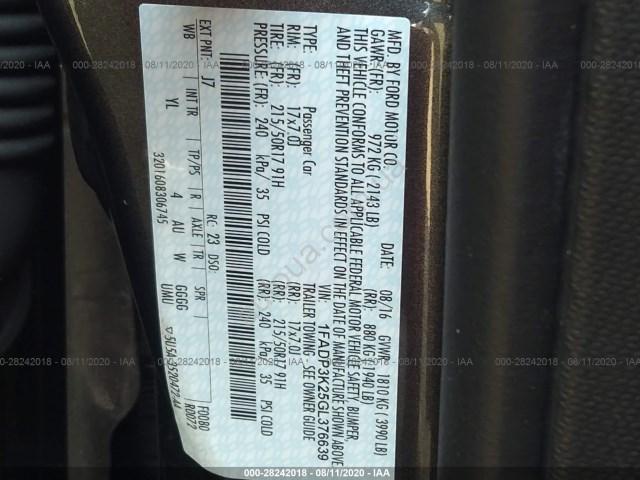 MFD. BY FORD MOTOR CO.
DATE: 08/16 GVWR: 1810 KG ( 3990 LB)
GAWR (FR): 972 KG ( 2143 LB) (RR): 880 KG ( 1940 LB)
THIS VEHICLE CONFORMS TO ALL APPLICABLE FEDERAL MOTOR VEHICLE SAFETY, BUMPER,
AND THEFT PREVENTION STANDARDS IN EFFECT ON THE DATE OF MANUFACTURE SHOWN ABOVE
VIN: 1FADP3K25GL376639
TYPE: Passenger Car
TRAILER TOWING - SEE OWNER GUIDE
RIM: (FR): 17x7.0J (RR): 17x7.0J
TIRE: (FR): 215/50R17 91H (RR): 215/50R17 91H
PRESSURE (FR): 240 kPa/ 35 PSI COLD (RR): 240 kPa/ 35 PSI COLD
EXT PNT: J7 RC: 23 DSO: F00B0
WB INT TR TP/PS R AXLE TR SPR
YL 4 AU W GGGG UMU
3201608306745
000-28242018 - 08/11/2020 - IAA